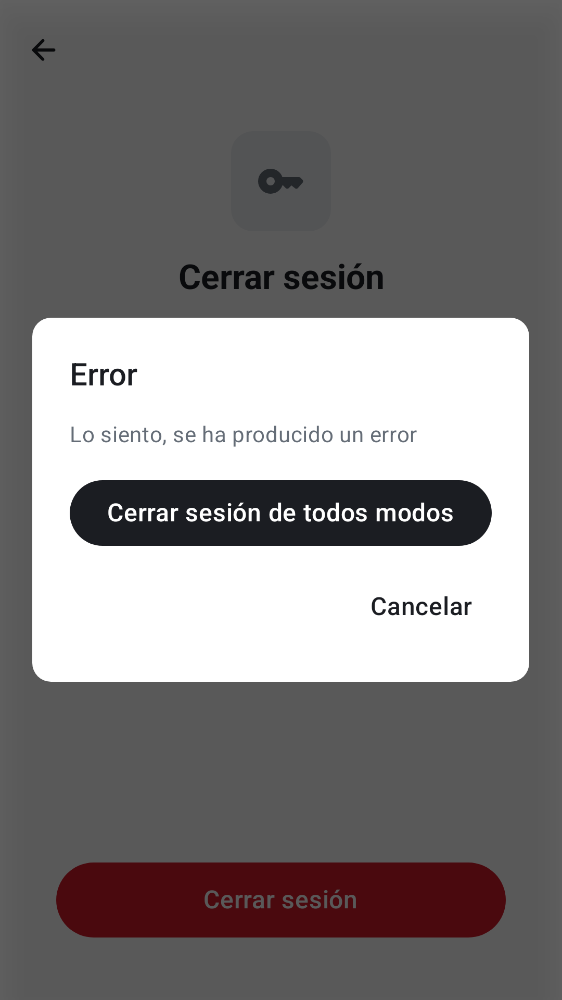 Cerrar sesión
Error
Lo siento, se ha producido un error
Cerrar sesión de todos modos
Cancelar
Cerrar sesión